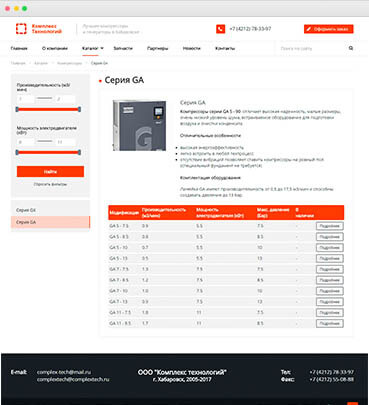 Комплекс
Технологий
Лучшие компрессоры
и генераторы в Хабаровске
+7 (4212) 78-33-97
Оформить заказ
Главная О компании Каталог Запчасти Партнеры Новости Контакты
Поиск на сайте
Главная Каталог Компрессоры Серия GA
Производительность (м3/мин)
Мощность электродвигателя (кВт)
Найти
Сбросить фильтры
Серия GX
Серия GA
Серия GA
Серия GA
Компрессоры серии GA 5 - 90 отличает высокая надежность, малые размеры,
очень низкий уровень шума, встраиваемое оборудование для подготовки
воздуха и очистки конденсата.
Отличительные особенности:
высокая энергоэффективность
легко встроить в любой техпроцесс
отсутствие вибраций позволяет ставить компрессоры на ровный пол
(специальный фундамент не требуется)
Комплектация оборудования:
Линейка GA имеет производительность от 0,5 до 17,3 м3/мин и способны
создавать давление до 13 бар
Модификация Производительность (м3/мин) Мощность электродвигателя (кВт) Макс. давление (Бар) В наличии
GA 5 - 7.5 0.9 5.5 7.5 - Подробнее
GA 5 - 8.5 0.8 5.5 8.5 - Подробнее
GA 5 - 10 0.7 5.5 10 - Подробнее
GA 5 - 13 0.5 5.5 13 - Подробнее
GA 7 - 7.5 1.3 7.5 7.5 - Подробнее
GA 7 - 8.5 1.2 7.5 8.5 - Подробнее
GA 7 - 10 1.0 7.5 10 - Подробнее
GA 7 - 13 0.9 7.5 13 - Подробнее
GA 11 - 7.5 1.8 11 7.5 - Подробнее
GA 11 - 8.5 1.7 11 8.5 - Подробнее
E-mail: complex.tech@mail.ru
complextech@complextech.ru
ООО "Комплекс технологий"
г. Хабаровск, 2005-2017
Тел: +7 (4212) 78-33-97
Факс: +7 (4212) 55-08-88